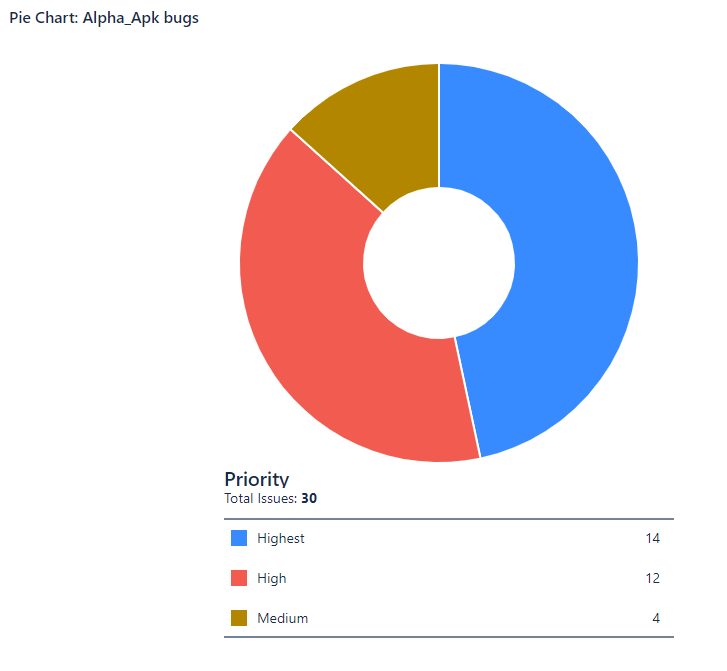 Pie Chart: Alpha_Apk bugs
Priority
Total Issues: 30
Highest 14
High 12
Medium 4